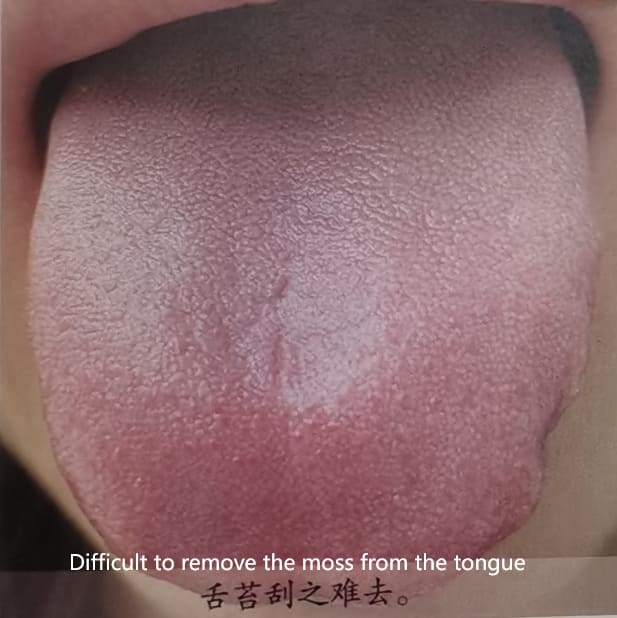 Difficult to remove the moss from the tongue
舌苔刮之难去。